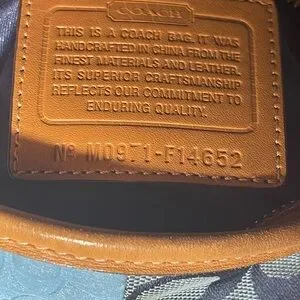 COACH
THIS IS A COACH BAG. IT WAS
HANDCRAFTED IN CHINA FROM THE
FINEST MATERIALS AND LEATHER.
ITS SUPERIOR CRAFTSMANSHIP
REFLECTS OUR COMMITMENT TO
ENDURING QUALITY.
Nº M0971-F14652